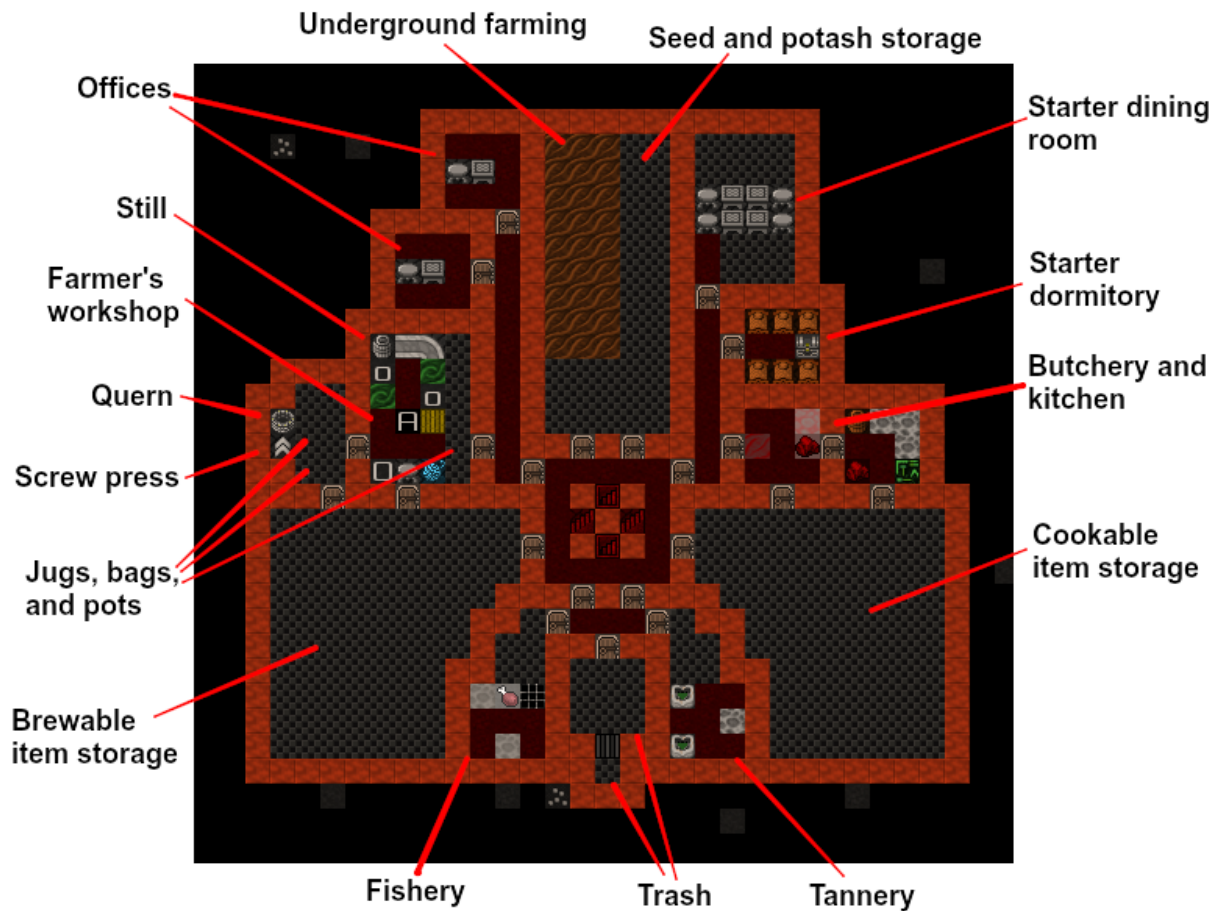 Underground farming
Seed and potash storage
Offices
Starter dining
room
Still
Farmer's
workshop
Starter
dormitory
Quern
Butchery and
kitchen
Screw press
Jugs, bags,
and pots
Cookable
item storage
Brewable
item storage
Fishery
Trash
Tannery